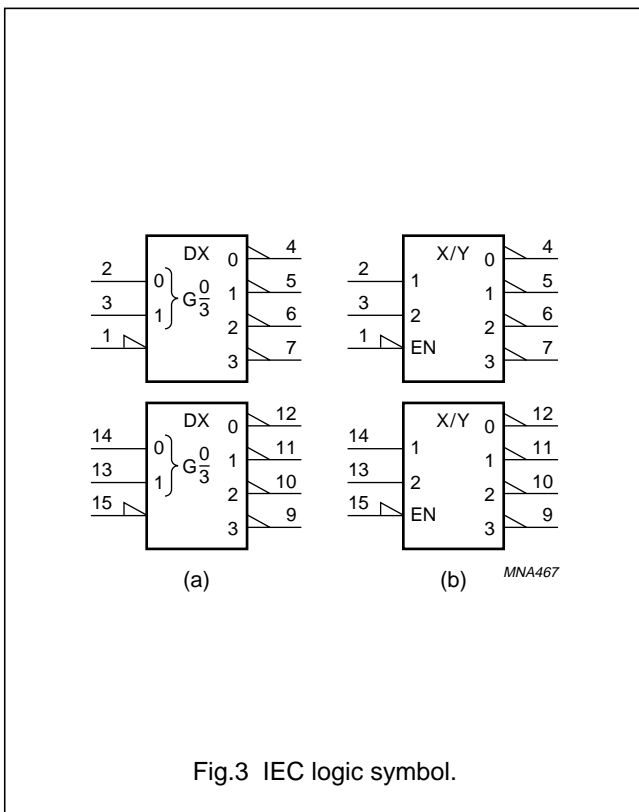 DX 0 4
2 0 1 5
3 1 G 0/3 2 6
1 3 7
X/Y 0 4
2 1 1 5
3 2 2 6
1 EN 3 7
DX 0 12
14 0 1 11
13 1 G 0/3 2 10
15 3 9
X/Y 0 12
14 1 1 11
13 2 2 10
15 EN 3 9
(a) (b) MNA467
Fig.3 IEC logic symbol.